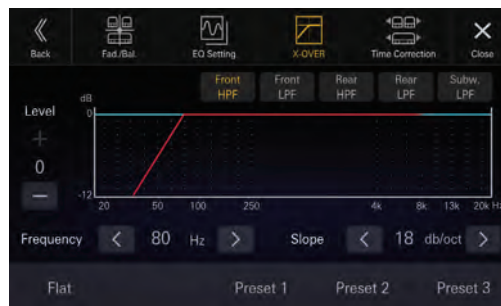 Back Fad./Bal. EQ Setting X-OVER Time Correction Close
Front HPF Front LPF Rear HPF Rear LPF Subw. LPF
dB
Level
0
+
0
-12
20 50 100 250 4k 8k 13k 20k Hz
Frequency 80 Hz Slope 18 db/oct
Flat Preset 1 Preset 2 Preset 3